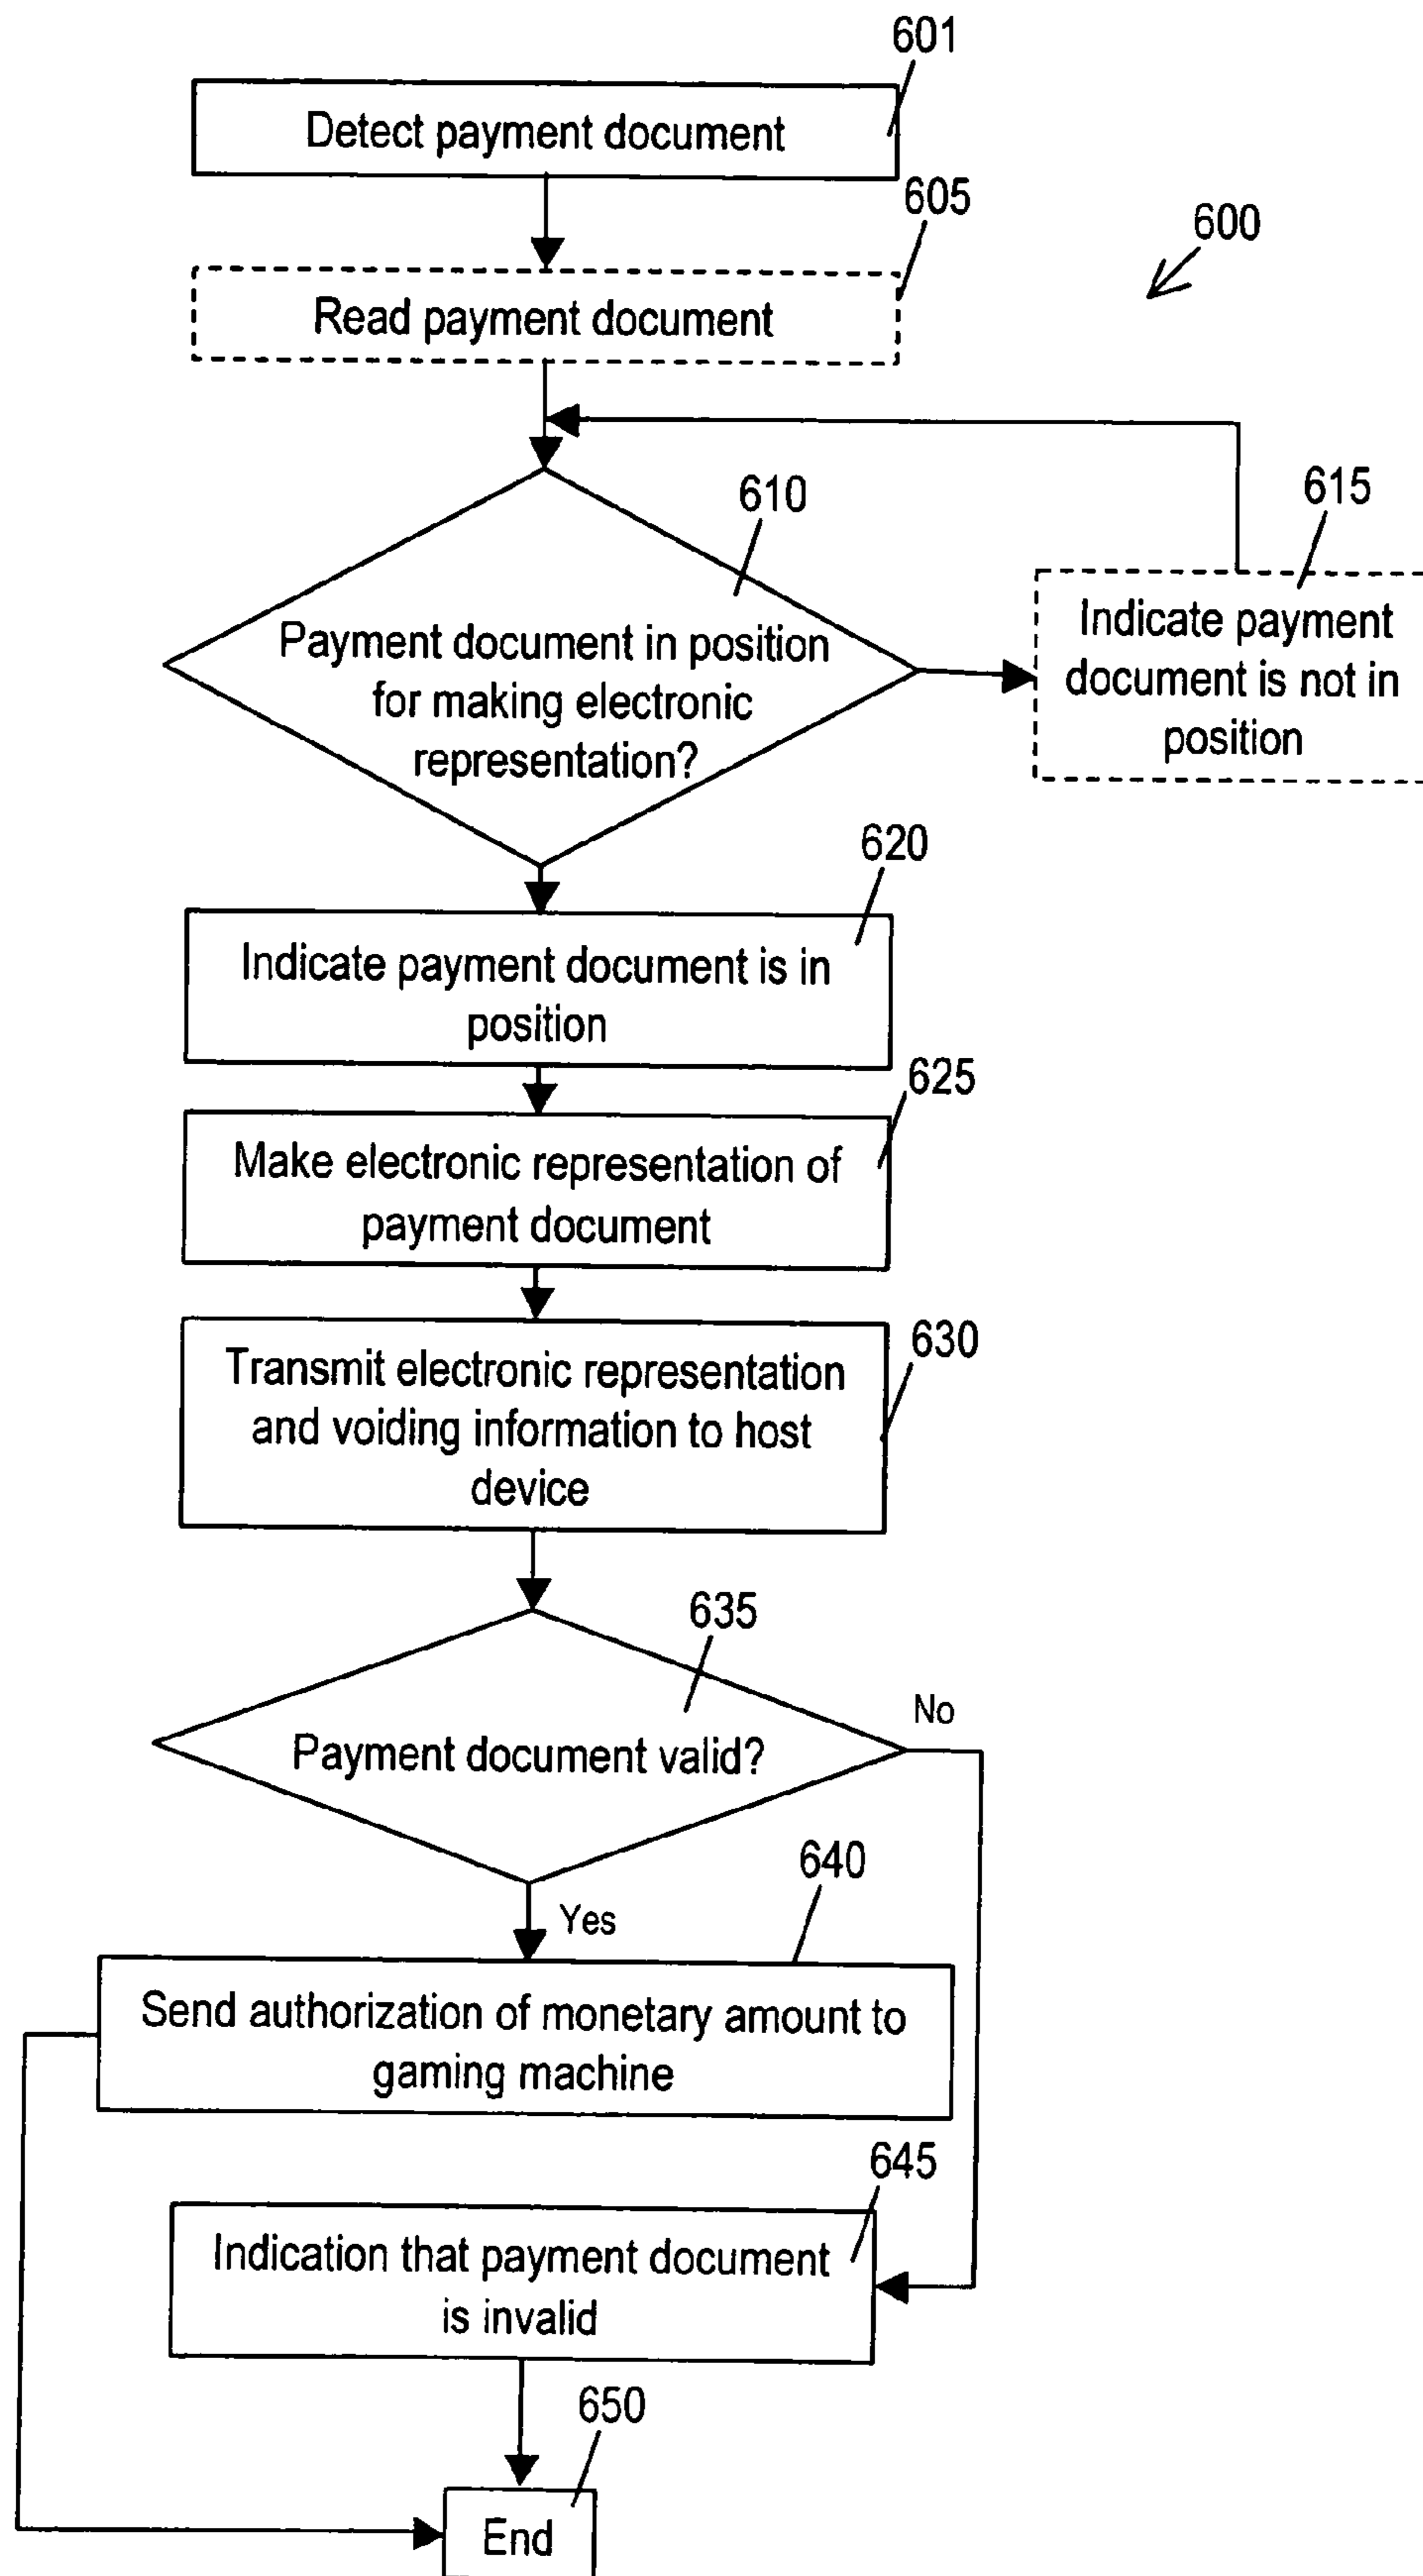 601
Detect payment document
605
600
Read payment document
610
615
Payment document in position
for making electronic
representation?
Indicate payment
document is not in
position
620
Indicate payment document is in
position
625
Make electronic representation of
payment document
630
Transmit electronic representation
and voiding information to host
device
635
No
Payment document valid?
640
Yes
Send authorization of monetary amount to
gaming machine
645
Indication that payment document
is invalid
650
End